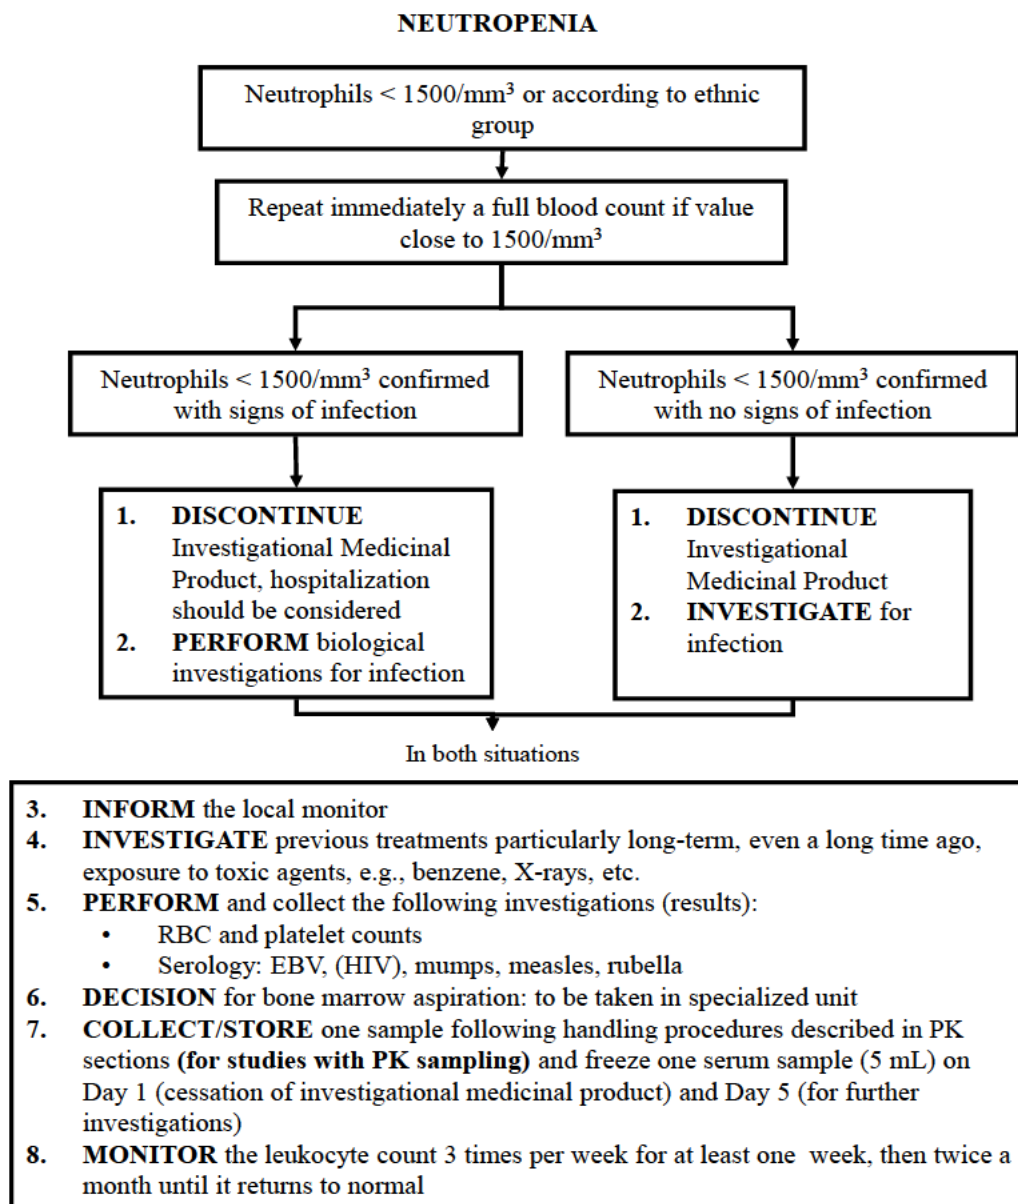 NEUTROPENIA
Neutrophils < 1500/mm³ or according to ethnic
group
Repeat immediately a full blood count if value
close to 1500/mm³
Neutrophils < 1500/mm³ confirmed
with signs of infection
Neutrophils < 1500/mm³ confirmed
with no signs of infection
1. DISCONTINUE
Investigational Medicinal
Product, hospitalization
should be considered
2. PERFORM biological
investigations for infection
1. DISCONTINUE
Investigational
Medicinal Product
2. INVESTIGATE for
infection
In both situations
3. INFORM the local monitor
4. INVESTIGATE previous treatments particularly long-term, even a long time ago,
exposure to toxic agents, e.g., benzene, X-rays, etc.
5. PERFORM and collect the following investigations (results):
• RBC and platelet counts
• Serology: EBV, (HIV), mumps, measles, rubella
6. DECISION for bone marrow aspiration: to be taken in specialized unit
7. COLLECT/STORE one sample following handling procedures described in PK
sections (for studies with PK sampling) and freeze one serum sample (5 mL) on
Day 1 (cessation of investigational medicinal product) and Day 5 (for further
investigations)
8. MONITOR the leukocyte count 3 times per week for at least one week, then twice a
month until it returns to normal